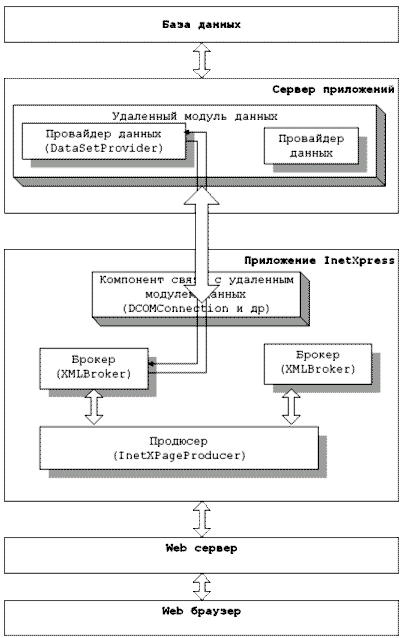 База данных
Сервер приложений
Удаленный модуль данных
Провайдер данных
(DataSetProvider)
Провайдер
данных
Приложение InetXpress
Компонент связи с удаленным
модулем данных
(DCOMConnection и др)
Брокер
(XMLBroker)
Брокер
(XMLBroker)
Продюсер
(InetXPageProducer)
Web сервер
Web браузер